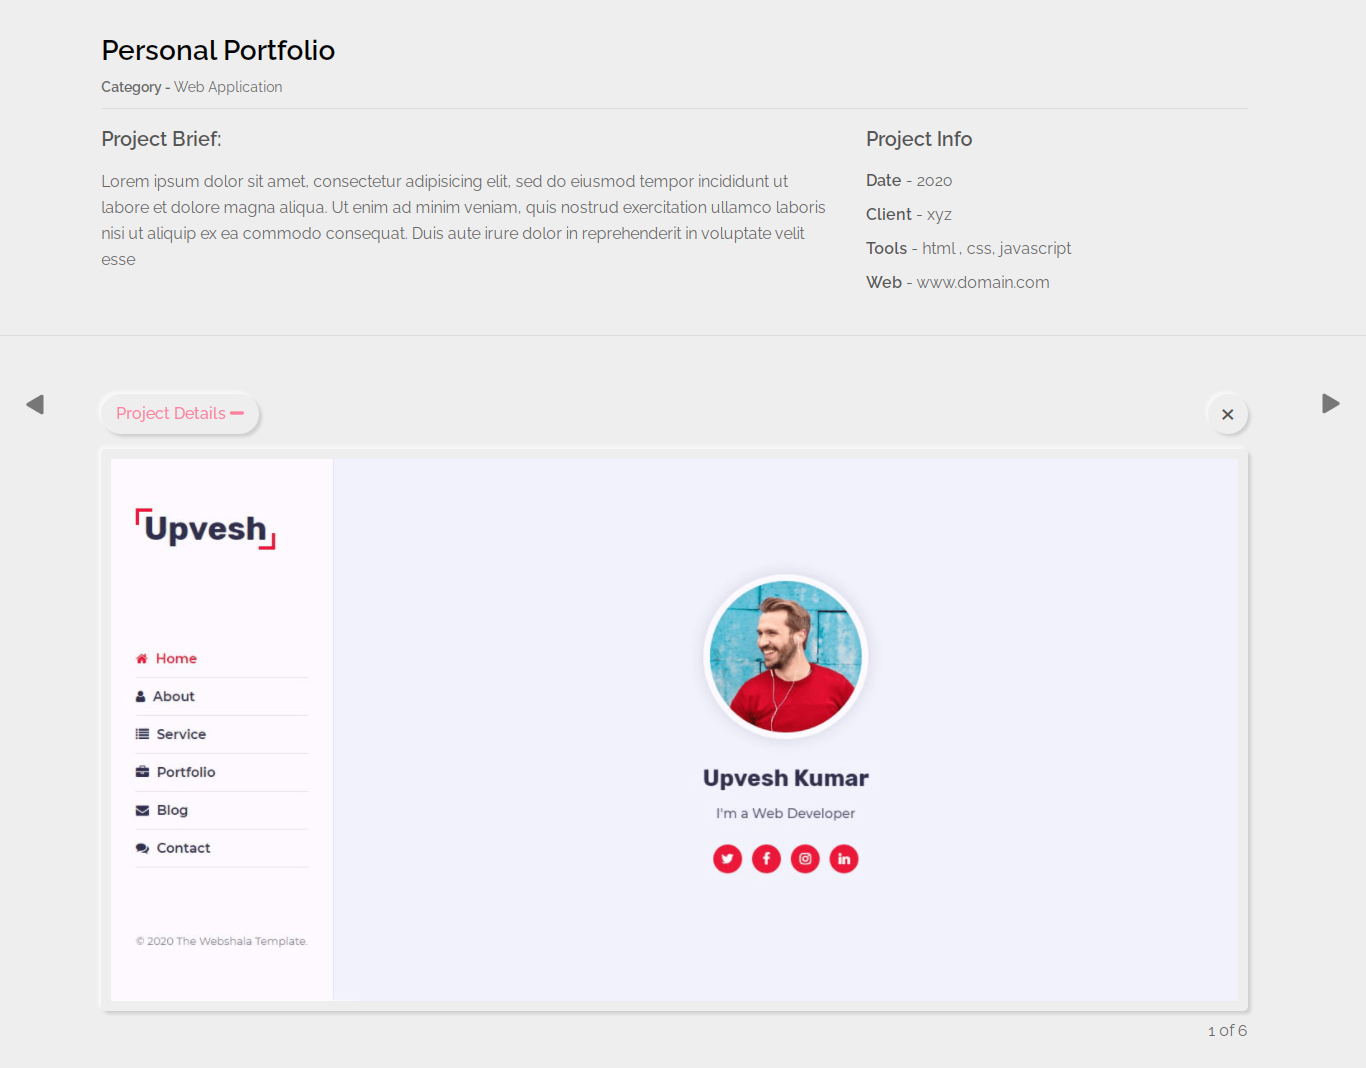 Personal Portfolio
Category - Web Application
Project Brief:
Lorem ipsum dolor sit amet, consectetur adipisicing elit, sed do eiusmod tempor incididunt ut
labore et dolore magna aliqua. Ut enim ad minim veniam, quis nostrud exercitation ullamco laboris
nisi ut aliquip ex ea commodo consequat. Duis aute irure dolor in reprehenderit in voluptate velit
esse
Project Info
Date - 2020
Client - xyz
Tools - html , css, javascript
Web - www.domain.com
Project Details
Upvesh
Home
About
Service
Portfolio
Blog
Contact
© 2020 The Webshala Template.
Upvesh Kumar
I'm a Web Developer
1 of 6